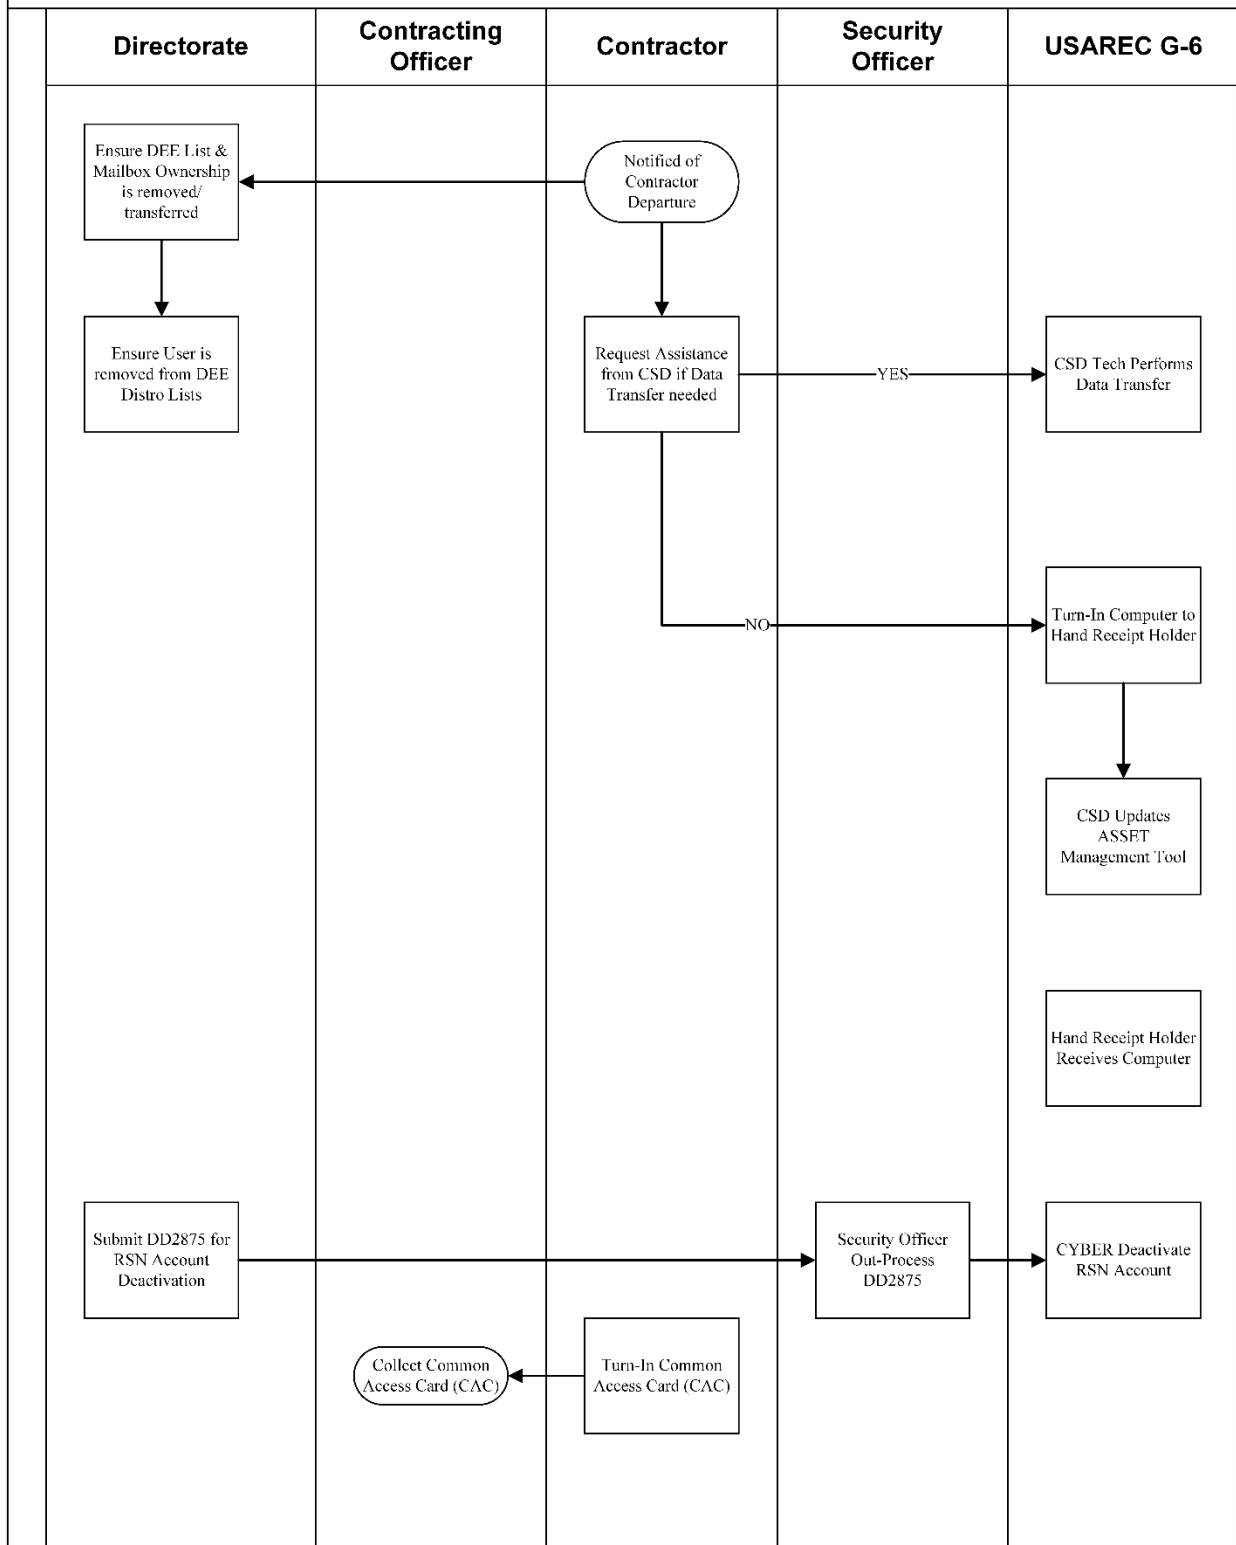 Directorate
Contracting
Officer
Contractor
Security
Officer
USAREC G-6
Ensure DEE List &
Mailbox Ownership
is removed/
transferred
Notified of
Contractor
Departure
Ensure User is
removed from DEE
Distro Lists
Request Assistance
from CSD if Data
Transfer needed
YES
CSD Tech Performs
Data Transfer
NO
Turn-In Computer to
Hand Receipt Holder
CSD Updates
ASSET
Management Tool
Hand Receipt Holder
Receives Computer
Submit DD2875 for
RSN Account
Deactivation
Security Officer
Out-Process
DD2875
CYBER Deactivate
RSN Account
Collect Common
Access Card (CAC)
Turn-In Common
Access Card (CAC)